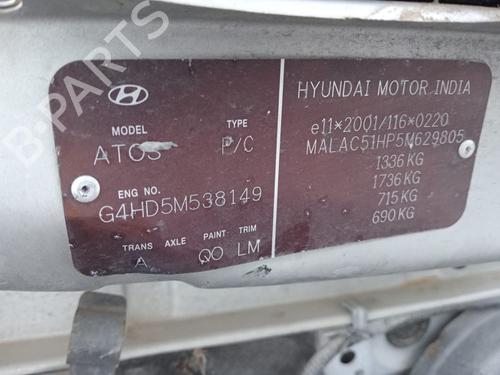 B-Parts
HYUNDAI MOTOR INDIA
MODEL TYPE
ATOS P/C
ENG NO.
G4HD5M538149
TRANS AXLE PAINT TRIM
A QO LM
e11*2001/116*0220
MALAC51HP5M629805
1336 KG
1736 KG
715 KG
690 KG